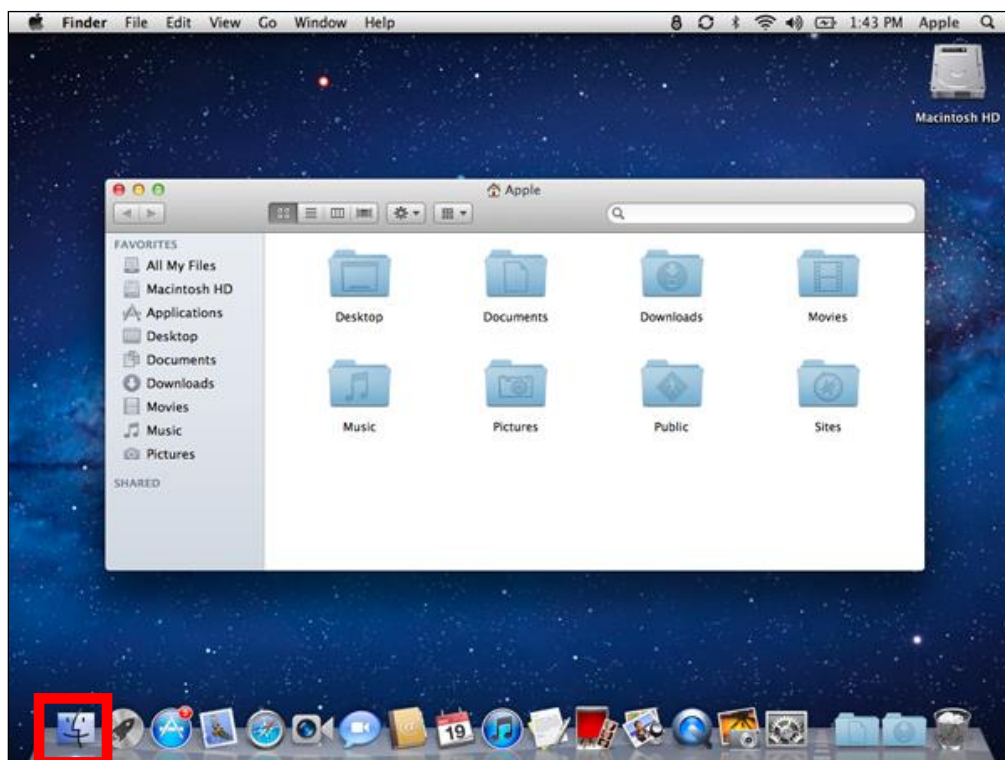 Finder File Edit View Go Window Help 8 1:43 PM Apple
Macintosh HD
Apple
FAVORITES
All My Files
Macintosh HD
Applications
Desktop
Documents
Downloads
Movies
Music
Pictures
SHARED
Desktop Documents Downloads Movies
Music Pictures Public Sites
19